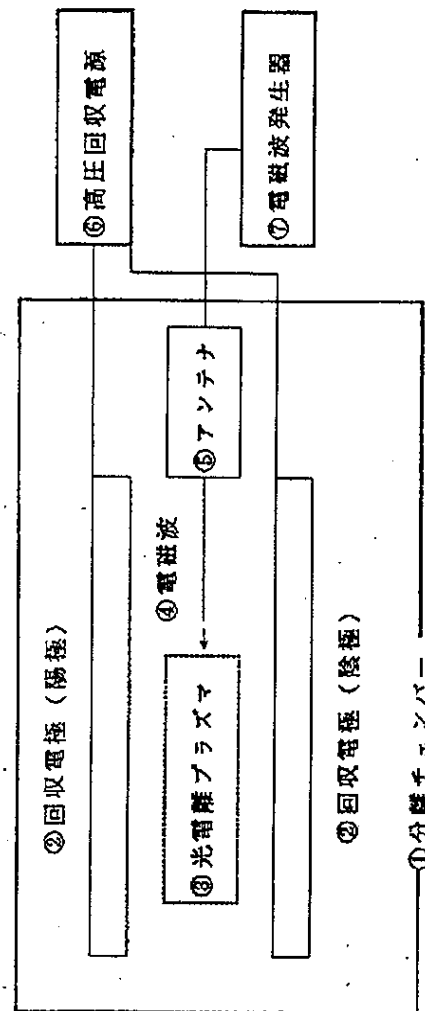 ⑥高圧回収電源
⑦電磁波発生器
⑤アンテナ
④電磁波
②回収電極(陽極)
③光電離プラズマ
②回収電極(陰極)
①分離チェンバー